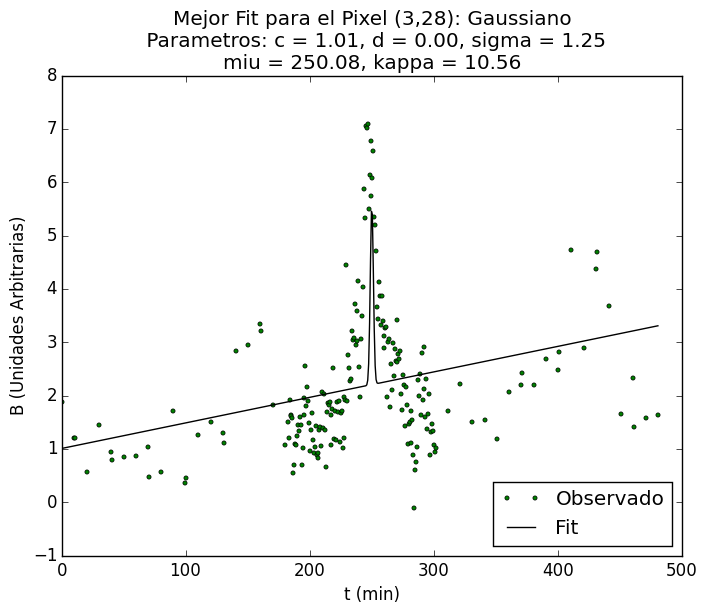 Mejor Fit para el Pixel (3,28): Gaussiano
Parametros: c = 1.01, d = 0.00, sigma = 1.25
miu = 250.08, kappa = 10.56
8
7
6
5
4
3
2
1
0
−1
B (Unidades Arbitrarias)
Observado
Fit
0 100 200 300 400 500
t (min)